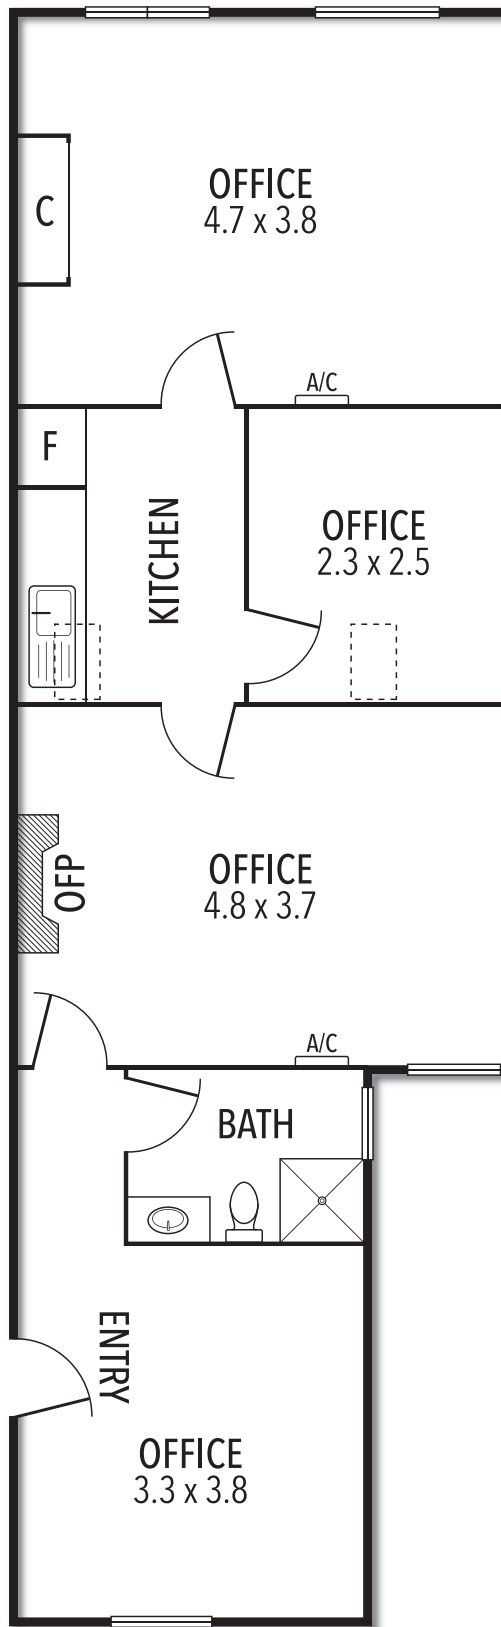 OFFICE
4.7 x 3.8
C
A/C
F
KITCHEN
OFFICE
2.3 x 2.5
OFP
OFFICE
4.8 x 3.7
A/C
BATH
ENTRY
OFFICE
3.3 x 3.8